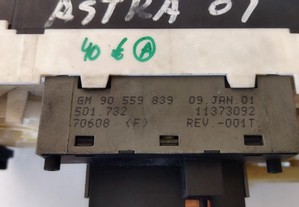 ASTRA 01
40 € A
GM 90 559 839 09 JAN 01
501.732 11373092
70608 (F) REV.-001T